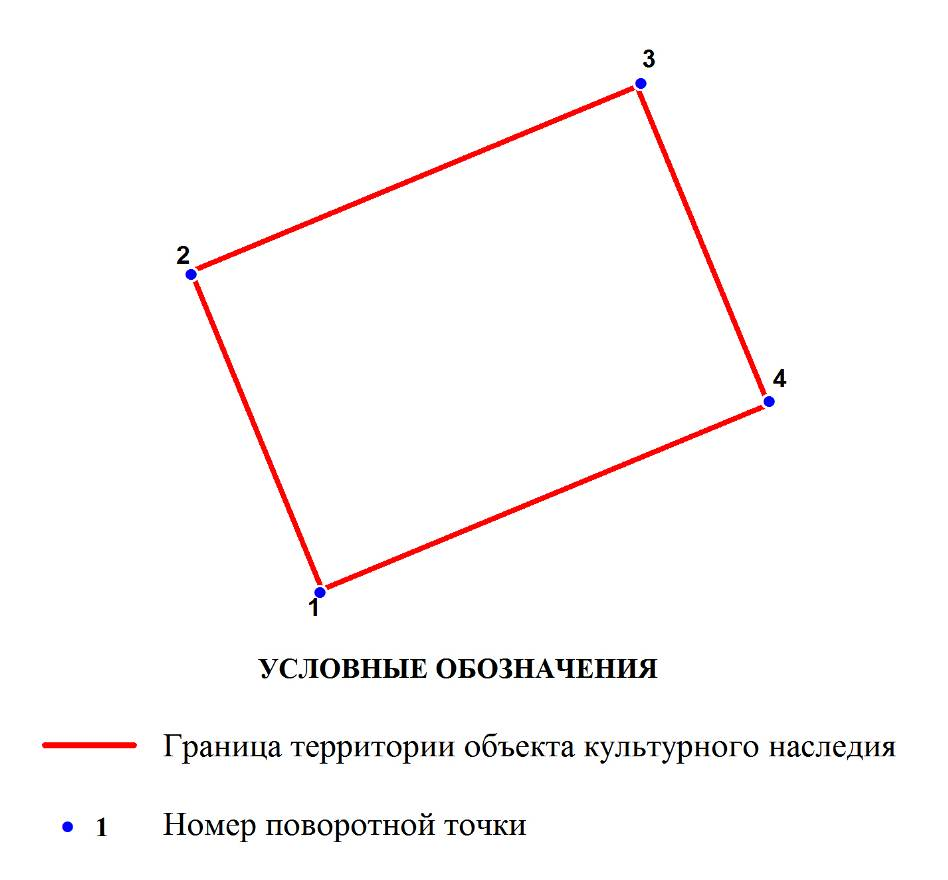 3
2
4
1
УСЛОВНЫЕ ОБОЗНАЧЕНИЯ
Граница территории объекта культурного наследия
1 Номер поворотной точки